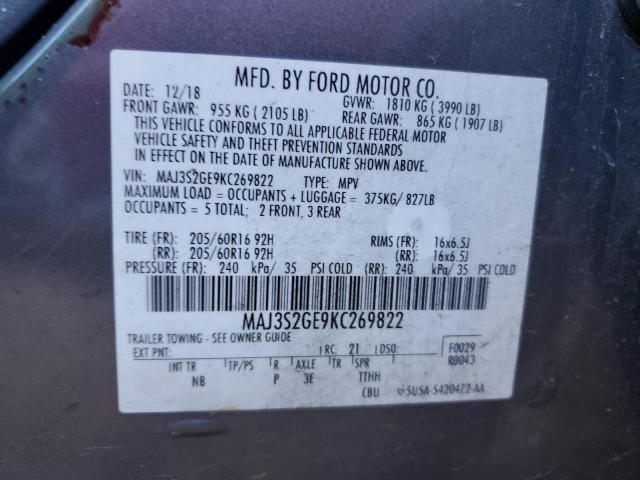 MFD. BY FORD MOTOR CO.
DATE: 12/18 GVWR: 1810 KG ( 3990 LB)
FRONT GAWR: 955 KG ( 2105 LB) REAR GAWR: 865 KG ( 1907 LB)
THIS VEHICLE CONFORMS TO ALL APPLICABLE FEDERAL MOTOR
VEHICLE SAFETY AND THEFT PREVENTION STANDARDS
IN EFFECT ON THE DATE OF MANUFACTURE SHOWN ABOVE.
VIN: MAJ3S2GE9KC269822 TYPE: MPV
MAXIMUM LOAD = OCCUPANTS + LUGGAGE = 375KG/ 827LB
OCCUPANTS = 5 TOTAL; 2 FRONT, 3 REAR
TIRE (FR): 205/60R16 92H RIMS (FR): 16x6.5J
(RR): 205/60R16 92H (RR): 16x6.5J
PRESSURE (FR): 240 kPa/ 35 PSI COLD (RR): 240 kPa/ 35 PSI COLD
MAJ3S2GE9KC269822
TRAILER TOWING - SEE OWNER GUIDE
EXT PNT: RC: 21 DSO: F0029
R0043
INT TR TP/PS R AXLE TR SPR
NB P 3E TTHH
CBU 5USA-5420472-AA